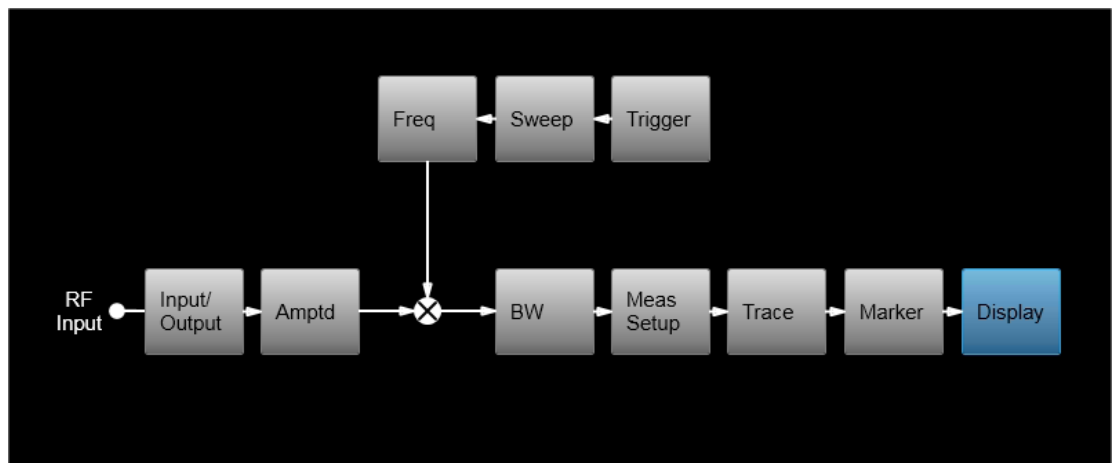 Freq
Sweep
Trigger
RF
Input
Input/
Output
Amptd
BW
Meas
Setup
Trace
Marker
Display